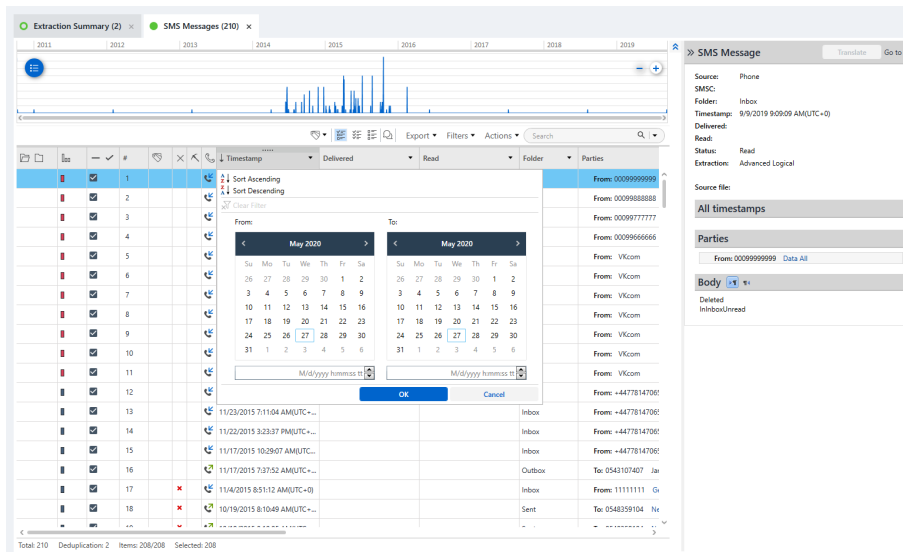 Extraction Summary (2) ×
SMS Messages (210) ×
2011 2012 2013 2014 2015 2016 2017 2018 2019
Export Filters Actions Search
# ↓ Timestamp Delivered Read Folder Parties
1 From: 00099999999
2 From: 00099888888
3 From: 00099777777
4 From: 00099666666
5 From: VKcom
6 From: VKcom
7 From: VKcom
8 From: VKcom
9 From: VKcom
10 From: VKcom
11 From: VKcom
12 From: +4477814706
13 11/23/2015 7:11:04 AM(UTC+... Inbox From: +4477814706
14 11/22/2015 3:23:37 PM(UTC+... Inbox From: +4477814706
15 11/17/2015 10:29:07 AM(UTC... Inbox From: +4477814706
16 11/17/2015 7:37:52 AM(UTC+... Outbox To: 0543107407 Jar
17 11/4/2015 8:51:12 AM(UTC+0) Inbox From: 11111111
18 10/19/2015 8:10:49 AM(UTC+... Sent To: 0548359104 Ne
Sort Ascending
Sort Descending
Clear Filter
From: To:
May 2020
Su Mo Tu We Th Fr Sa
26 27 28 29 30 1 2
3 4 5 6 7 8 9
10 11 12 13 14 15 16
17 18 19 20 21 22 23
24 25 26 27 28 29 30
31 1 2 3 4 5 6
M/d/yyyy h:mm:ss tt
May 2020
Su Mo Tu We Th Fr Sa
26 27 28 29 30 1 2
3 4 5 6 7 8 9
10 11 12 13 14 15 16
17 18 19 20 21 22 23
24 25 26 27 28 29 30
31 1 2 3 4 5 6
M/d/yyyy h:mm:ss tt
OK Cancel
Total: 210 Deduplication: 2 Items: 208/208 Selected: 208
SMS Message Translate Go to
Source: Phone
SMSC:
Folder: Inbox
Timestamp: 9/9/2019 9:09:09 AM(UTC+0)
Delivered:
Read:
Status: Read
Extraction: Advanced Logical
Source file:
All timestamps
Parties
From: 00099999999 Data All
Body
Deleted
InInboxUnread